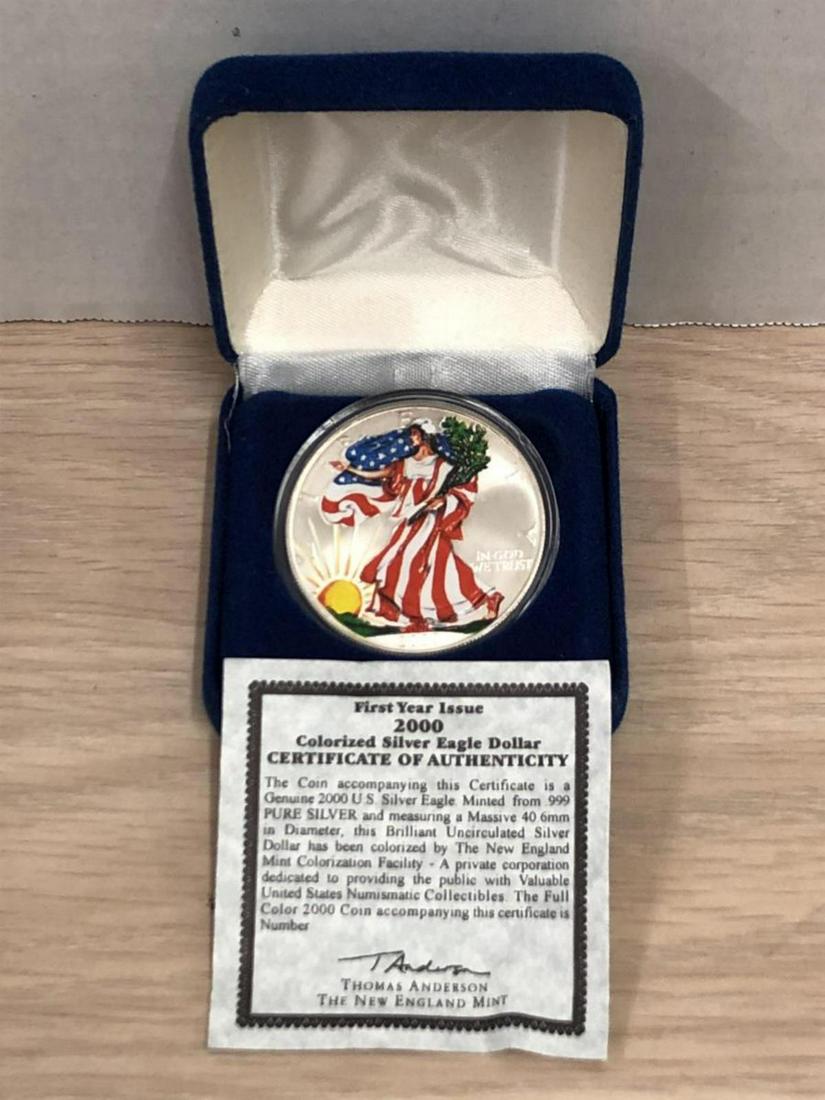 IN GOD
WE TRUST
First Year Issue
2000
Colorized Silver Eagle Dollar
CERTIFICATE OF AUTHENTICITY
The Coin accompanying this Certificate is a
Genuine 2000 U.S. Silver Eagle. Minted from .999
PURE SILVER and measuring a Massive 40.6mm
in Diameter, this Brilliant Uncirculated Silver
Dollar has been colorized by The New England
Mint Colorization Facility - A private corporation
dedicated to providing the public with Valuable
United States Numismatic Collectibles. The Full
Color 2000 Coin accompanying this certificate is
Number
T Anderson
THOMAS ANDERSON
THE NEW ENGLAND MINT